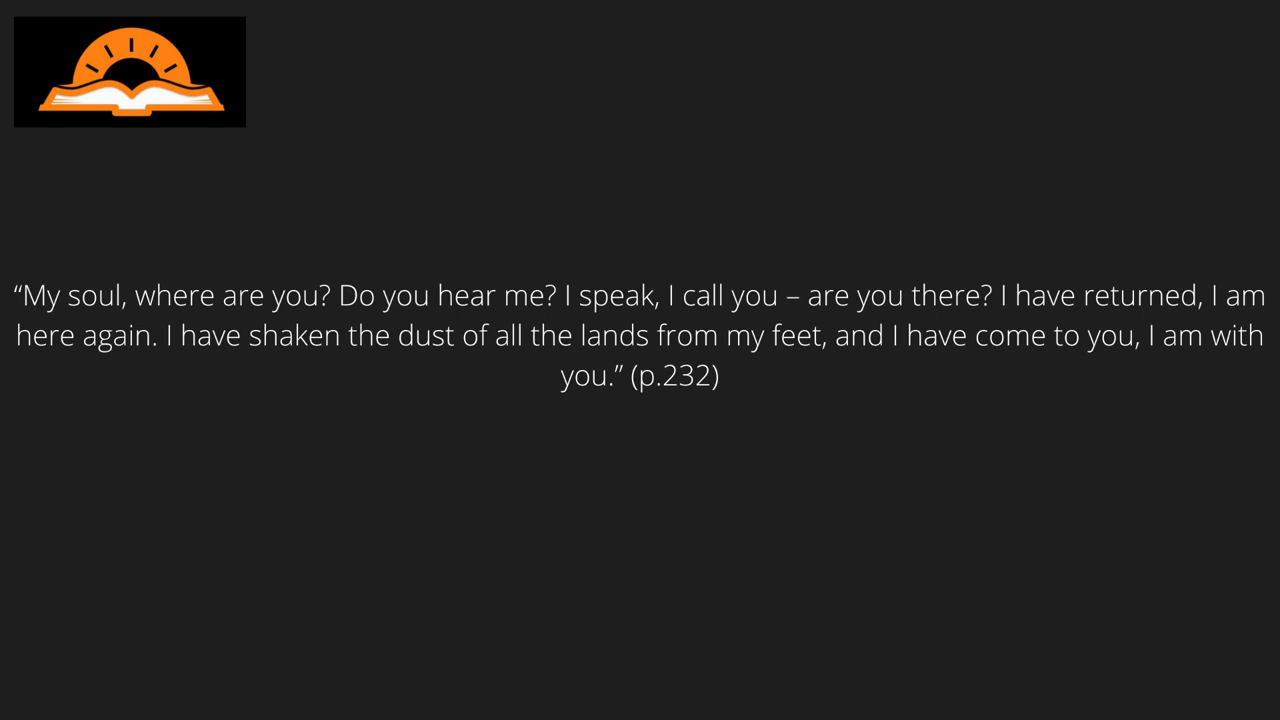 “My soul, where are you? Do you hear me? I speak, I call you – are you there? I have returned, I am
here again. I have shaken the dust of all the lands from my feet, and I have come to you, I am with
you.” (p.232)